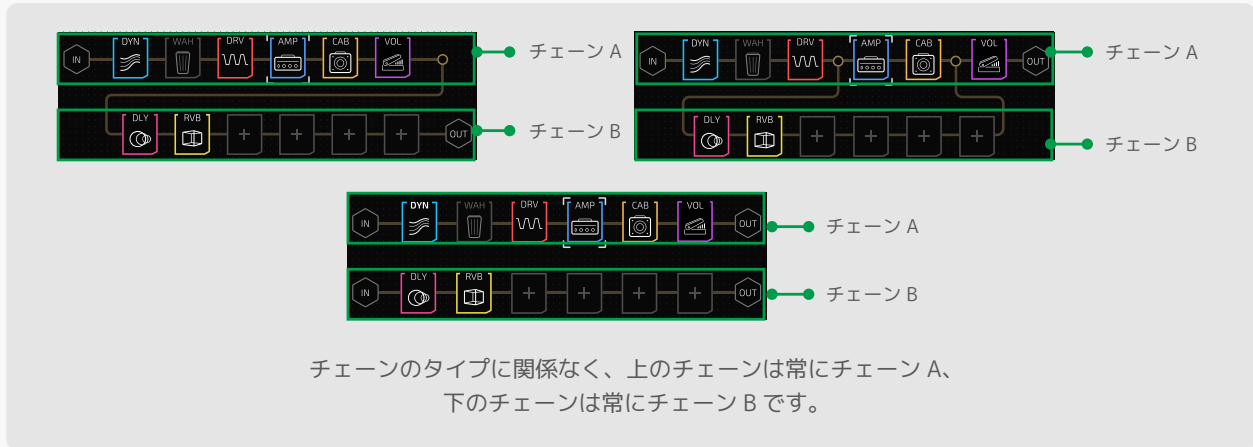 DYN WAH DRV AMP CAB VOL
IN
チェーン A
DLY RVB
+ + + +
OUT
チェーン B
DYN WAH DRV AMP CAB VOL
IN OUT
チェーン A
DLY RVB
+ + + +
チェーン B
DYN WAH DRV AMP CAB VOL
IN OUT
チェーン A
DLY RVB
IN + + + + OUT
チェーン B
チェーンのタイプに関係なく、上のチェーンは常にチェーン A、
下のチェーンは常にチェーン B です。